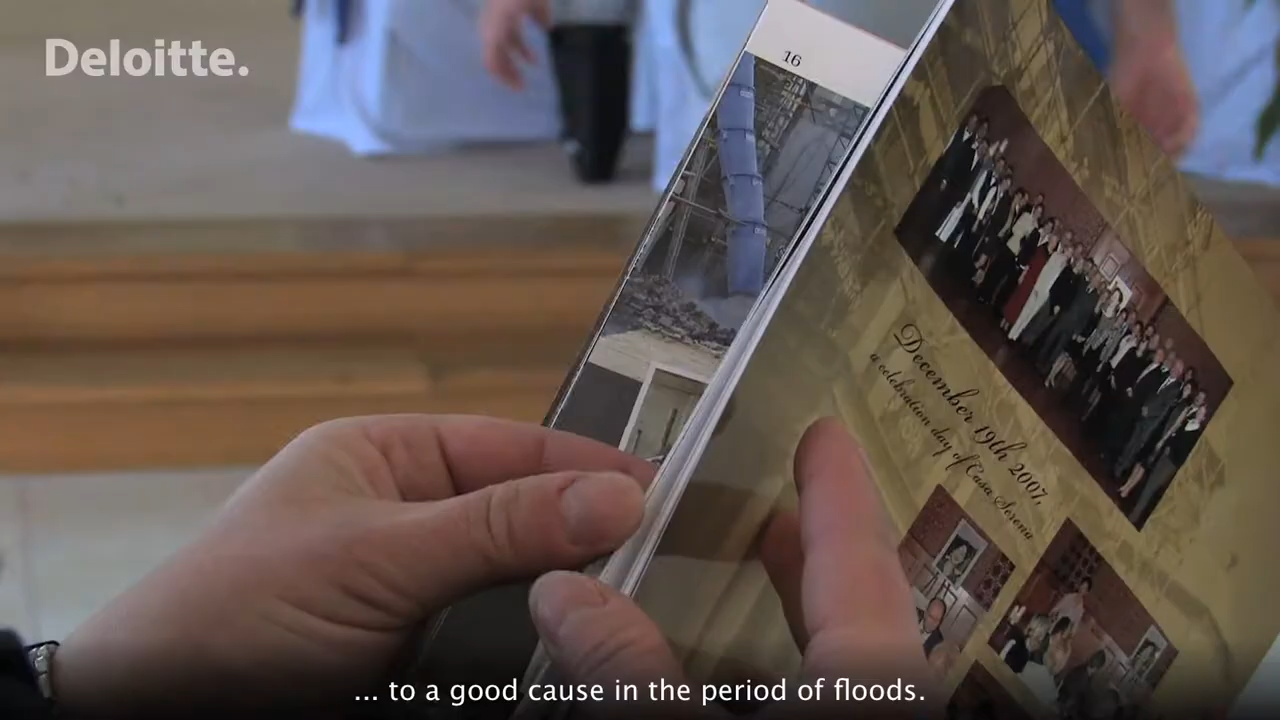 Deloitte.
16
December 19th 2007,
a celebration day of Casa Serena
... to a good cause in the period of floods.